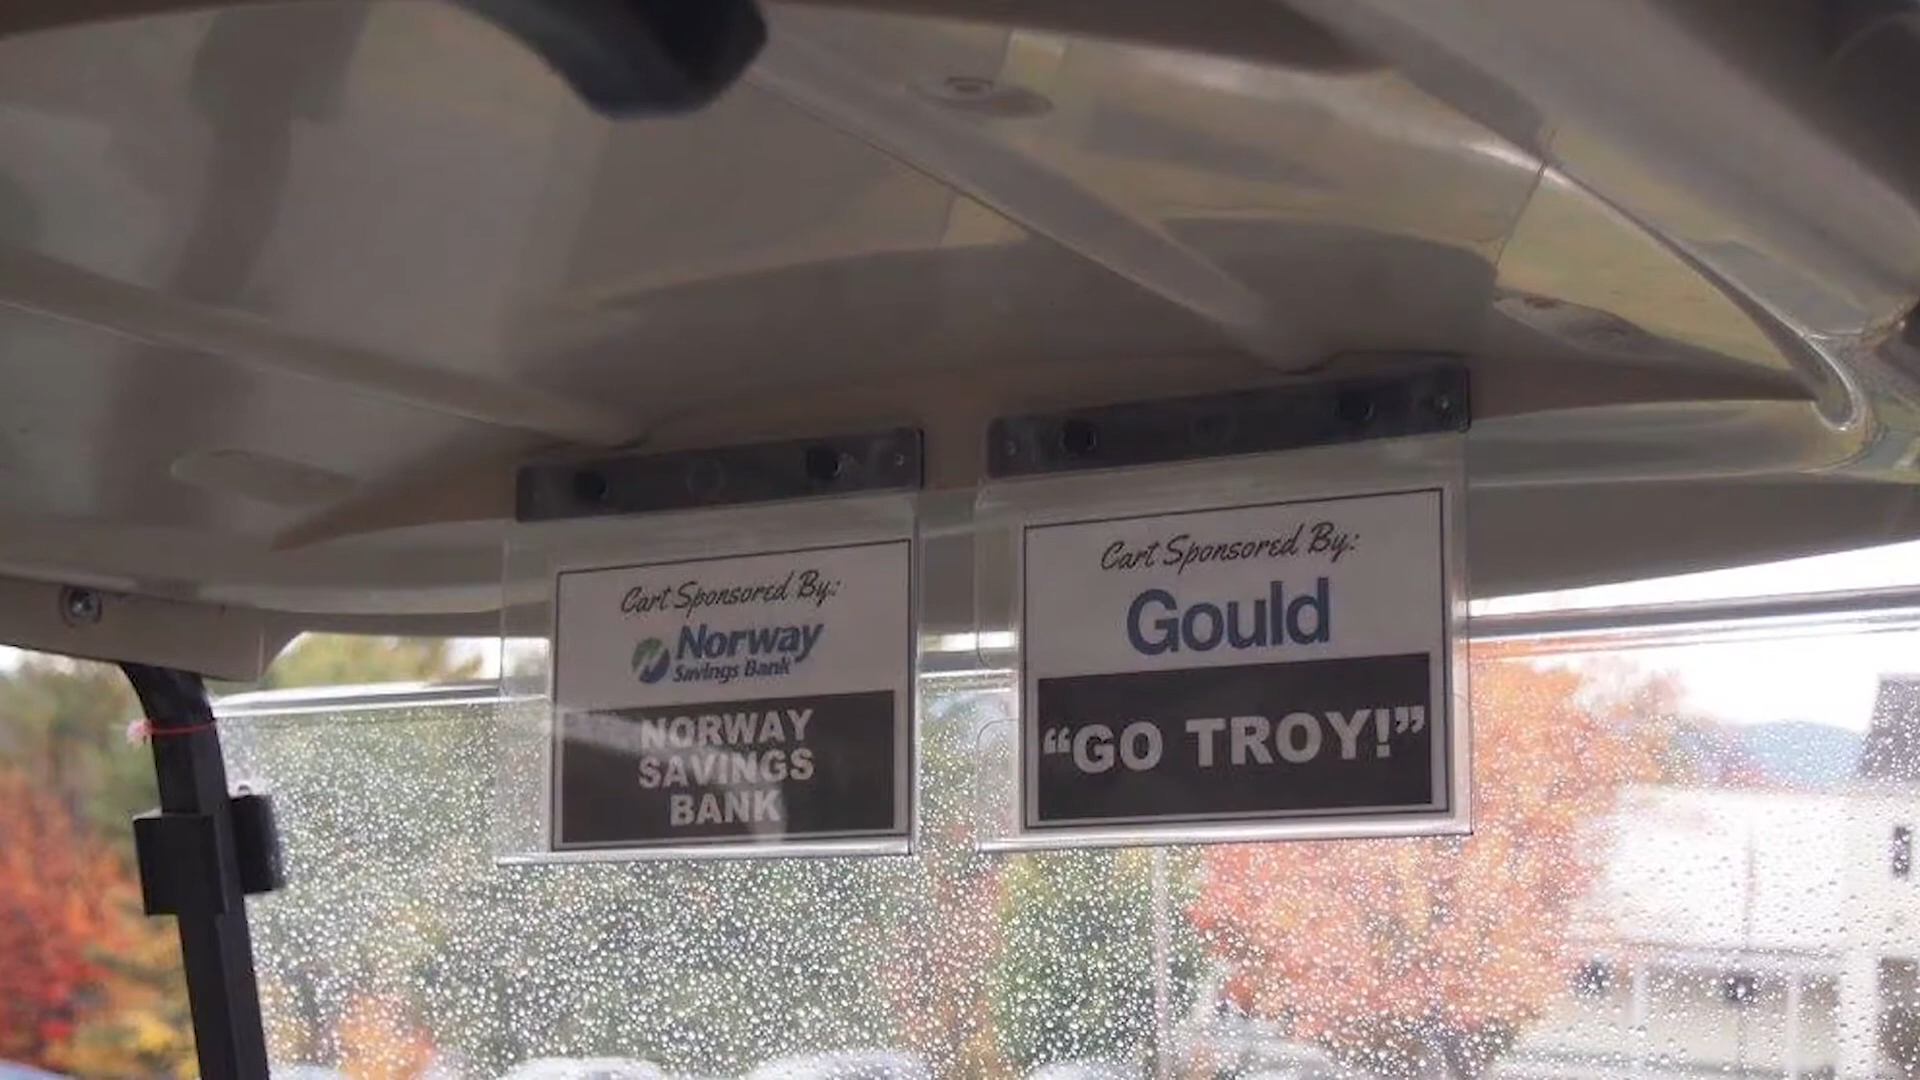 Cart Sponsored By:
Norway
Savings Bank
NORWAY
SAVINGS
BANK
Cart Sponsored By:
Gould
“GO TROY!”